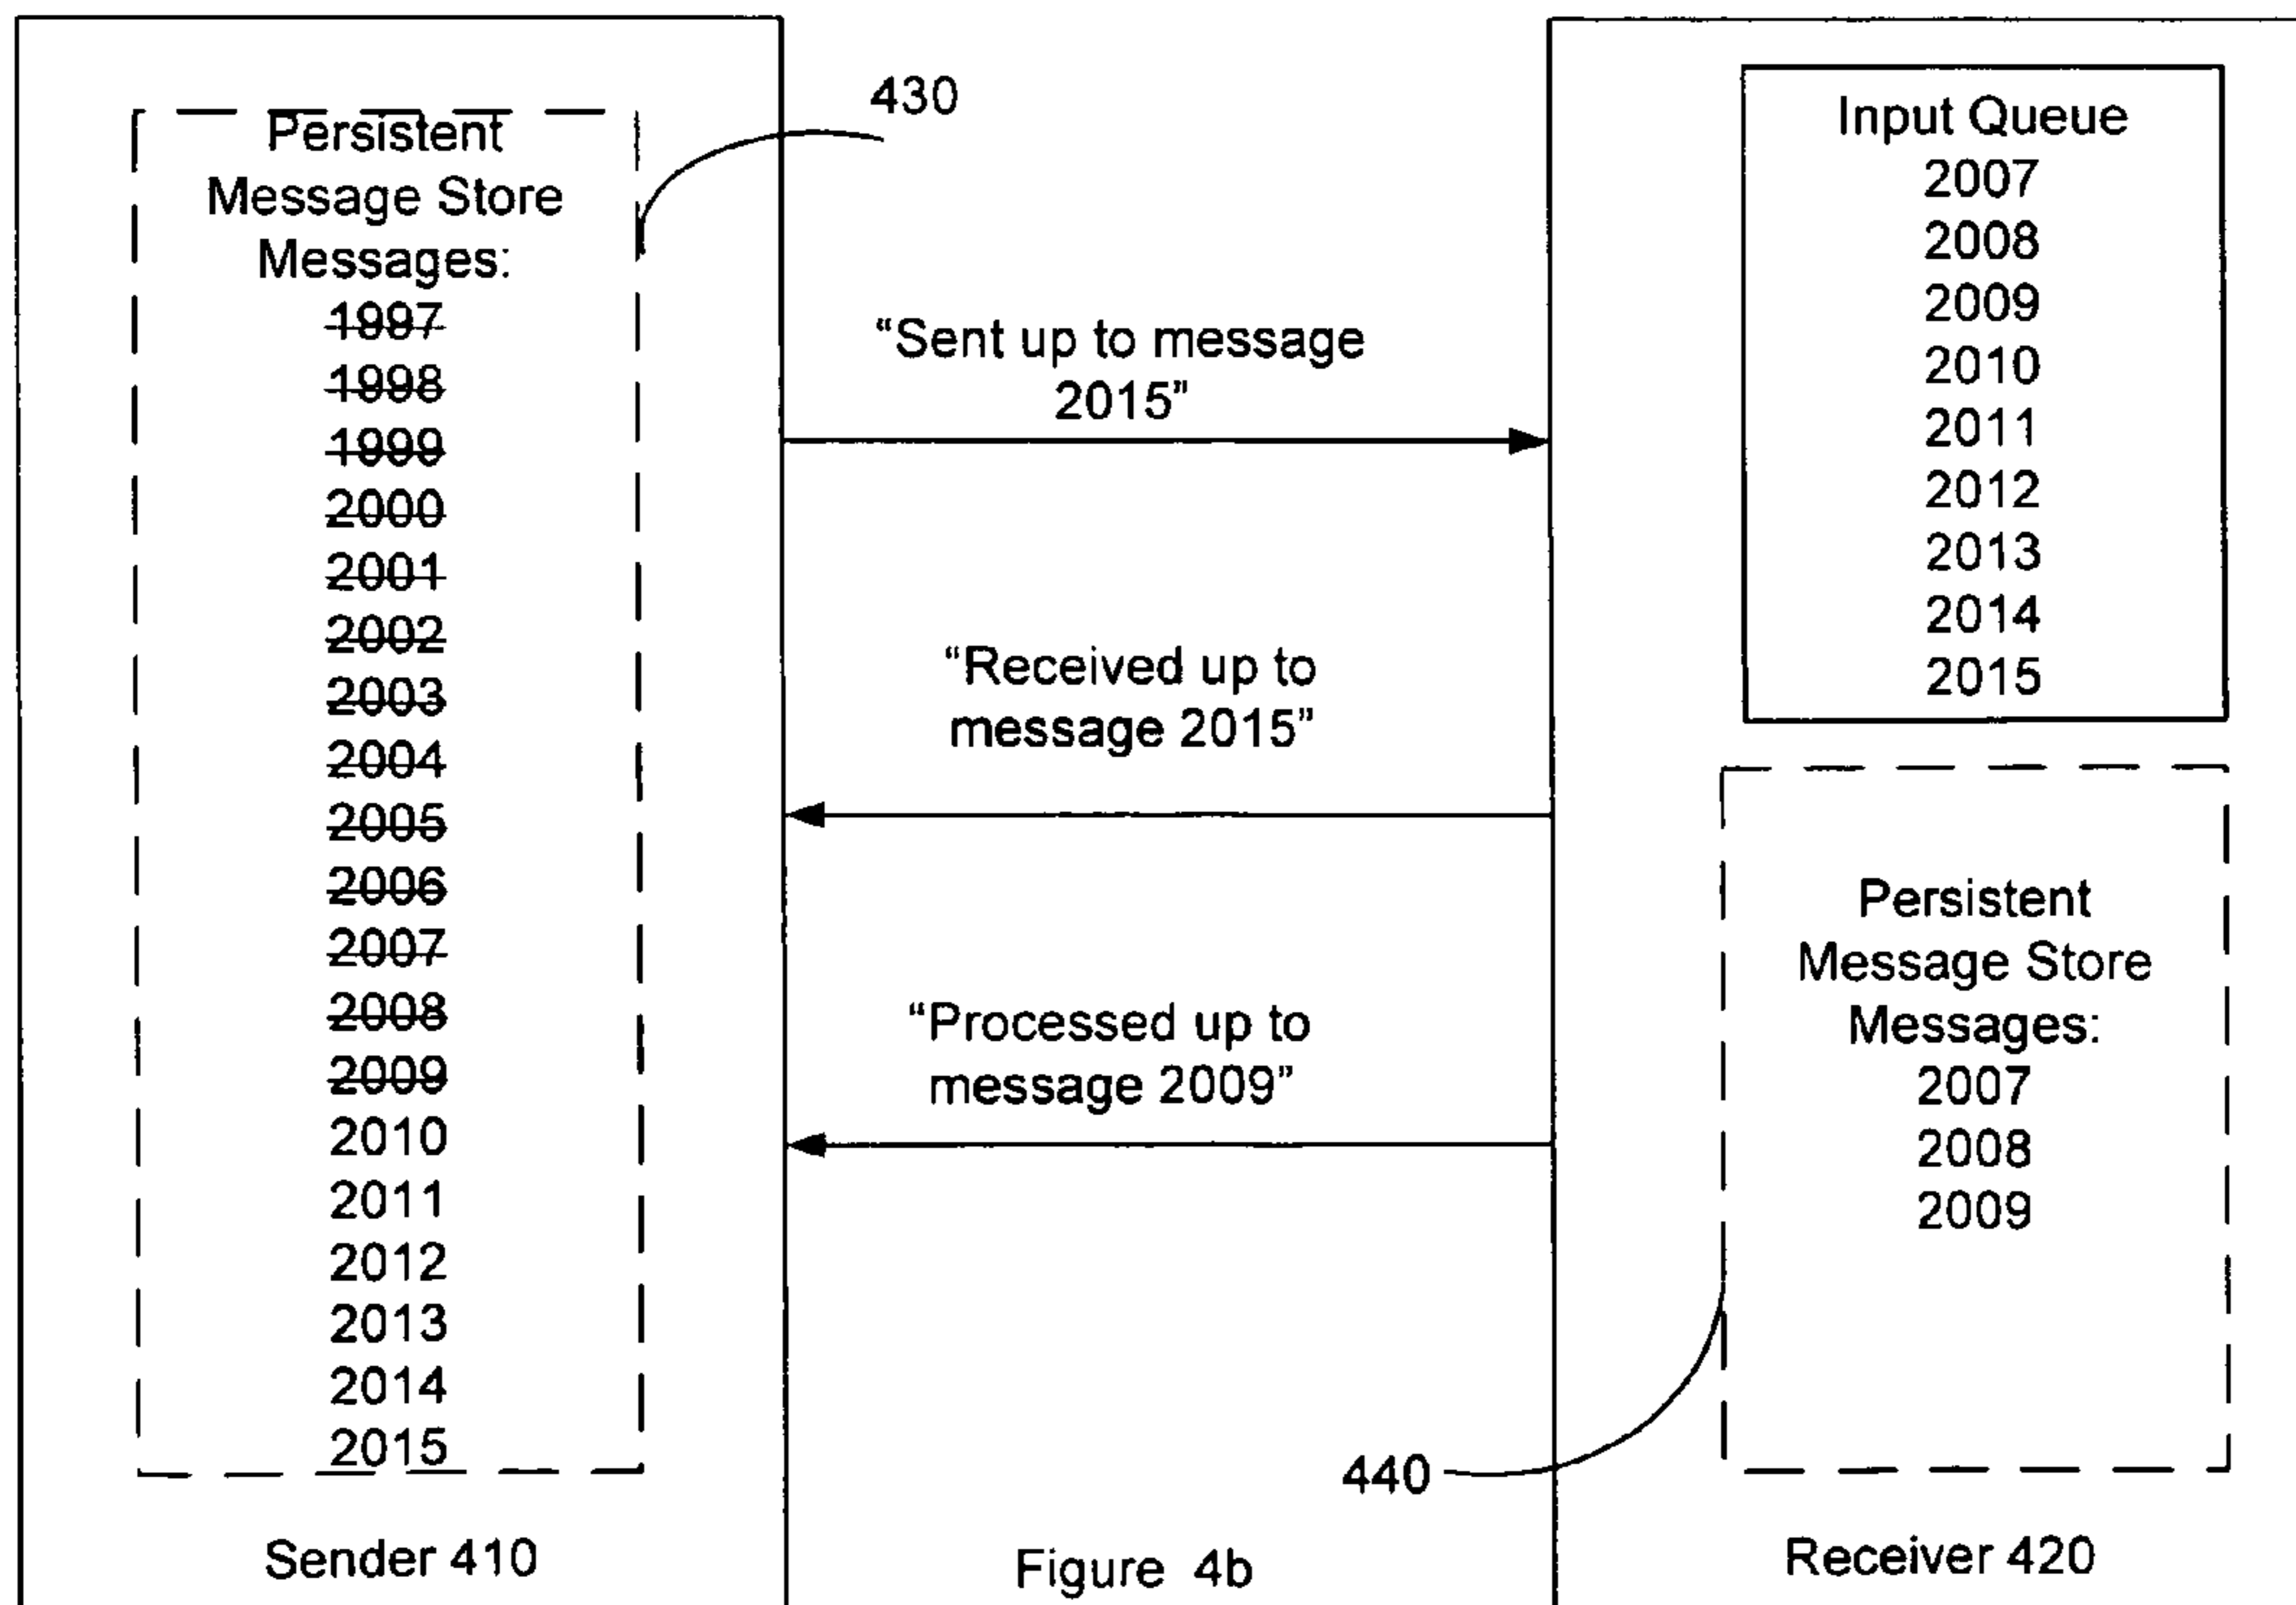 Persistent
Message Store
Messages:
1997
1998
1999
2000
2001
2002
2003
2004
2005
2006
2007
2008
2009
2010
2011
2012
2013
2014
2015
Sender 410
430
“Sent up to message
2015”
“Received up to
message 2015”
“Processed up to
message 2009”
440
Figure 4b
Input Queue
2007
2008
2009
2010
2011
2012
2013
2014
2015
Persistent
Message Store
Messages:
2007
2008
2009
Receiver 420